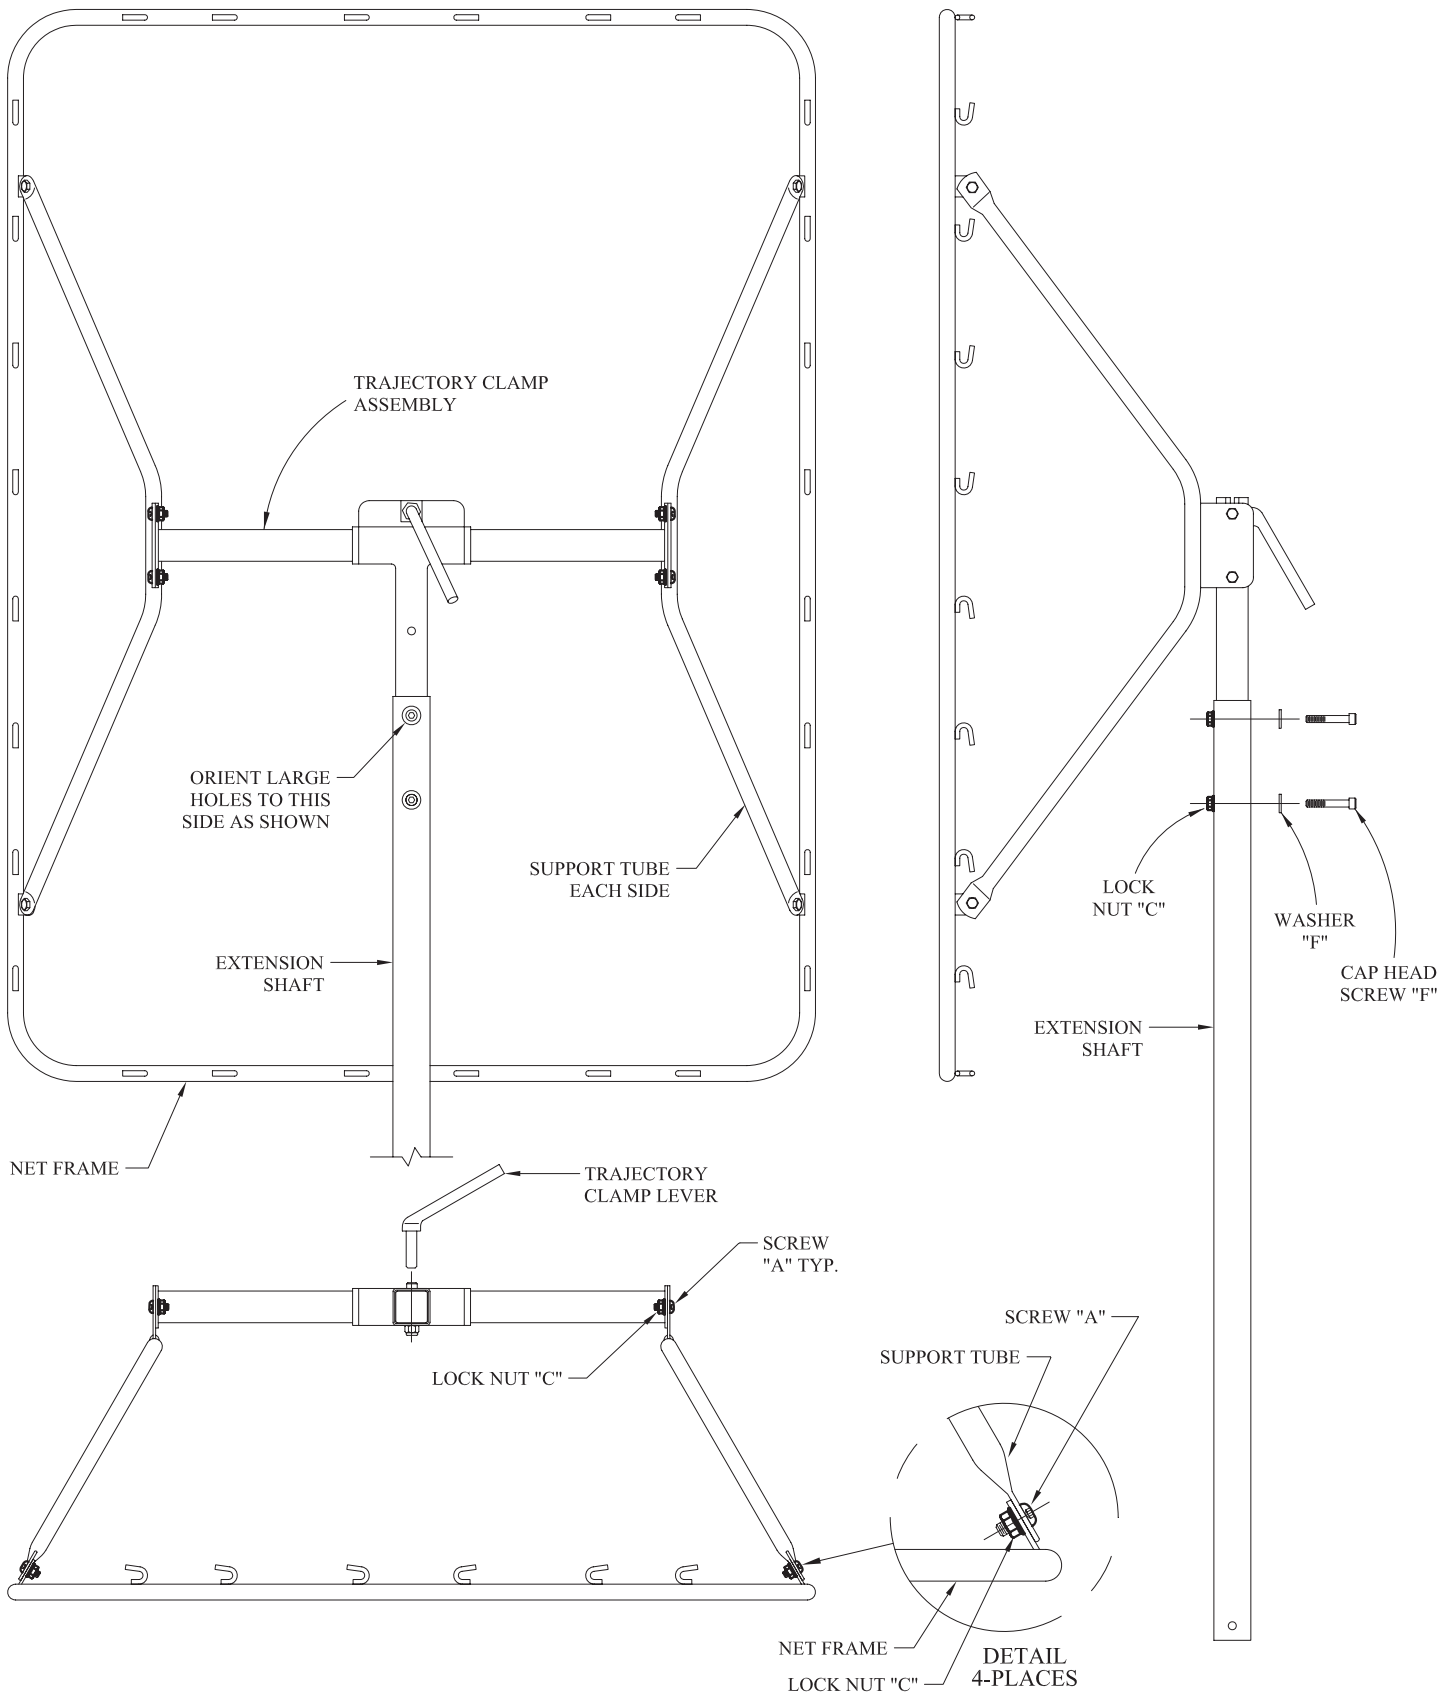 TRAJECTORY CLAMP
ASSEMBLY
ORIENT LARGE
HOLES TO THIS
SIDE AS SHOWN
SUPPORT TUBE
EACH SIDE
EXTENSION
SHAFT
NET FRAME
LOCK
NUT "C"
WASHER
"F"
CAP HEAD
SCREW "F"
EXTENSION
SHAFT
TRAJECTORY
CLAMP LEVER
SCREW
"A" TYP.
LOCK NUT "C"
SCREW "A"
SUPPORT TUBE
NET FRAME
LOCK NUT "C"
DETAIL
4-PLACES